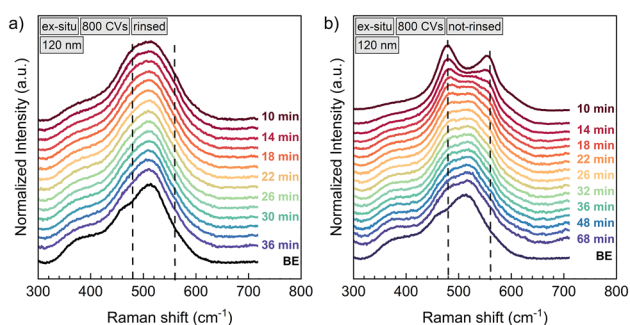 a)
ex-situ 800 CVs rinsed
120 nm
Normalized Intensity (a.u.)
10 min
14 min
18 min
22 min
26 min
30 min
36 min
BE
300 400 500 600 700 800
Raman shift (cm-1)
b)
ex-situ 800 CVs not-rinsed
120 nm
Normalized Intensity (a.u.)
10 min
14 min
18 min
22 min
26 min
32 min
36 min
48 min
68 min
BE
300 400 500 600 700 800
Raman shift (cm-1)